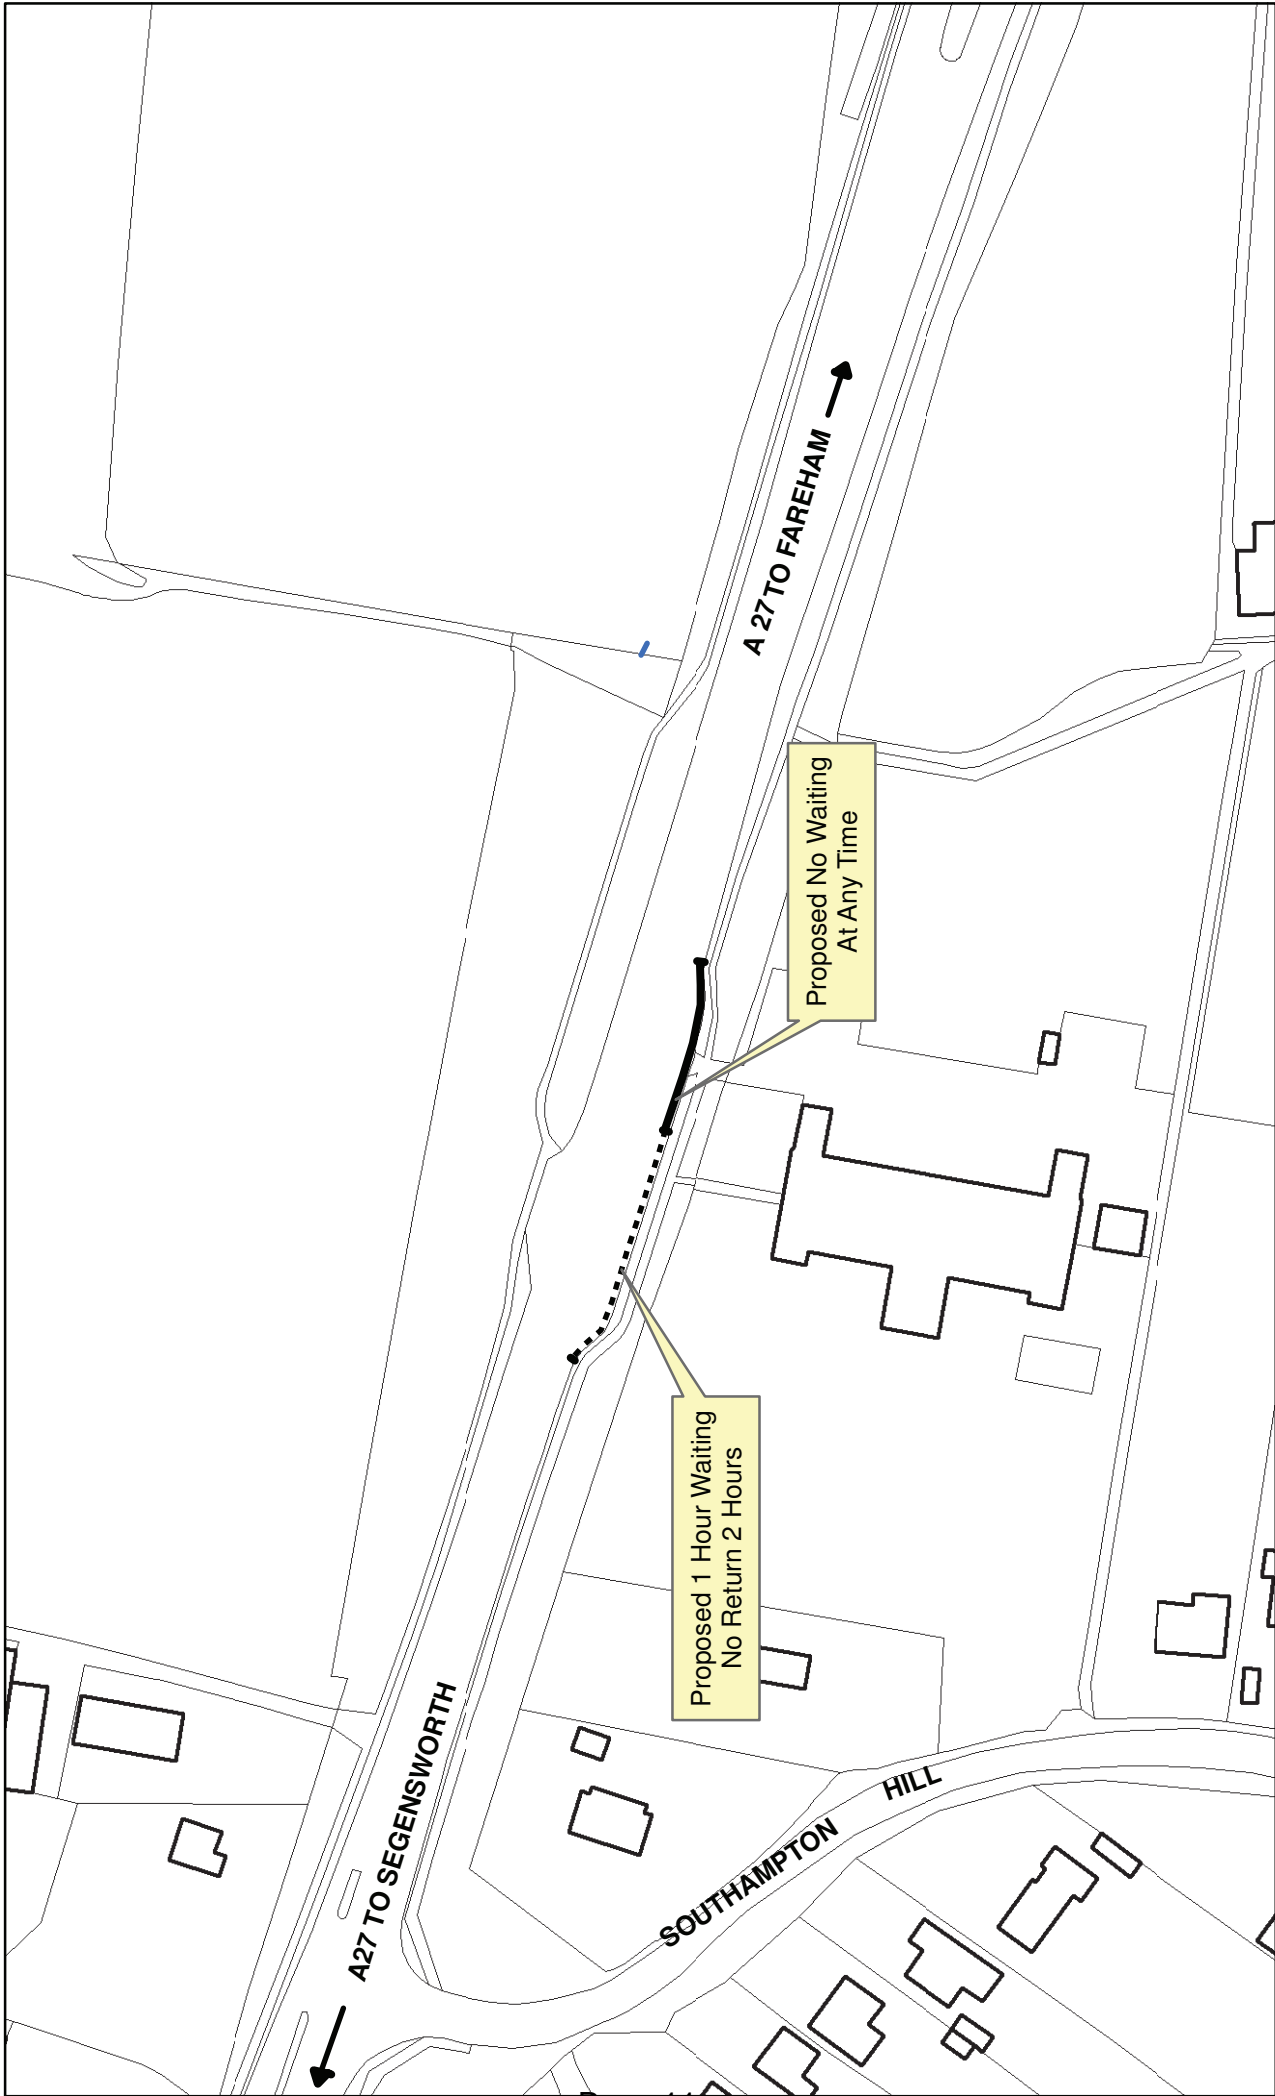 A27 TO SEGENSWORTH
SOUTHAMPTON HILL
Proposed 1 Hour Waiting
No Return 2 Hours
Proposed No Waiting
At Any Time
A 27 TO FAREHAM